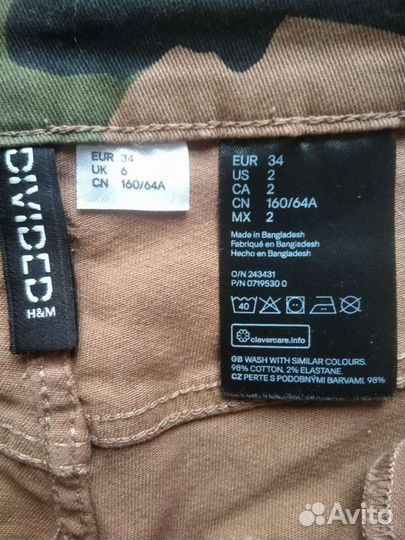 DIVIDED
H&M
EUR 34
UK 6
CN 160/64A
EUR 34
US 2
CA 2
CN 160/64A
MX 2
Made in Bangladesh
Fabriqué en Bangladesh
Hecho en Bangladesh
O/N 243431
P/N 0719530 0
40
clevercare.info
GB WASH WITH SIMILAR COLOURS.
98% COTTON, 2% ELASTANE.
CZ PERTE S PODOBNÝMI BARVAMI. 98%
Avito